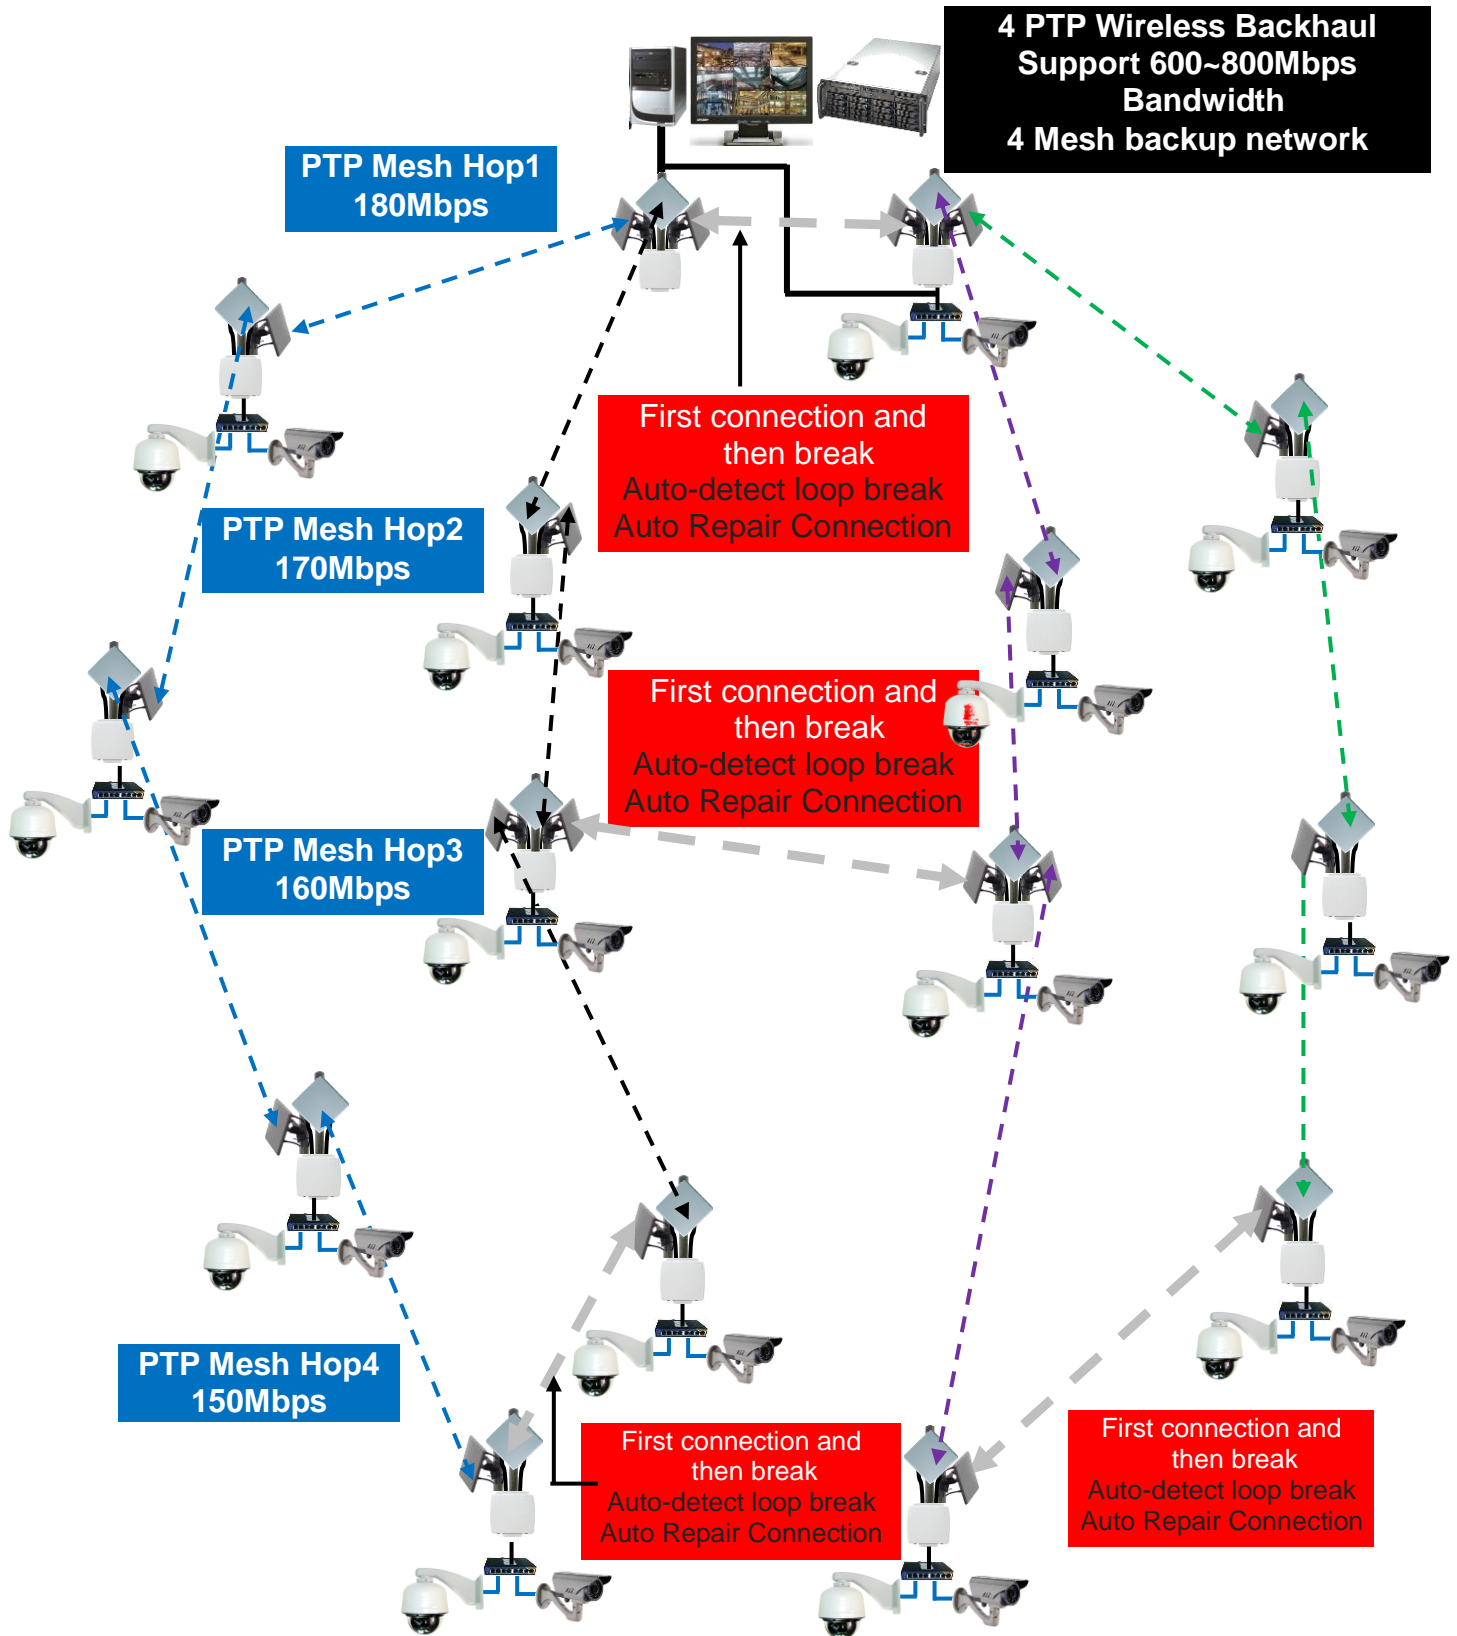 4 PTP Wireless Backhaul
Support 600~800Mbps
Bandwidth
4 Mesh backup network
PTP Mesh Hop1
180Mbps
First connection and
then break
Auto-detect loop break
Auto Repair Connection
PTP Mesh Hop2
170Mbps
First connection and
then break
Auto-detect loop break
Auto Repair Connection
PTP Mesh Hop3
160Mbps
PTP Mesh Hop4
150Mbps
First connection and
then break
Auto-detect loop break
Auto Repair Connection
First connection and
then break
Auto-detect loop break
Auto Repair Connection